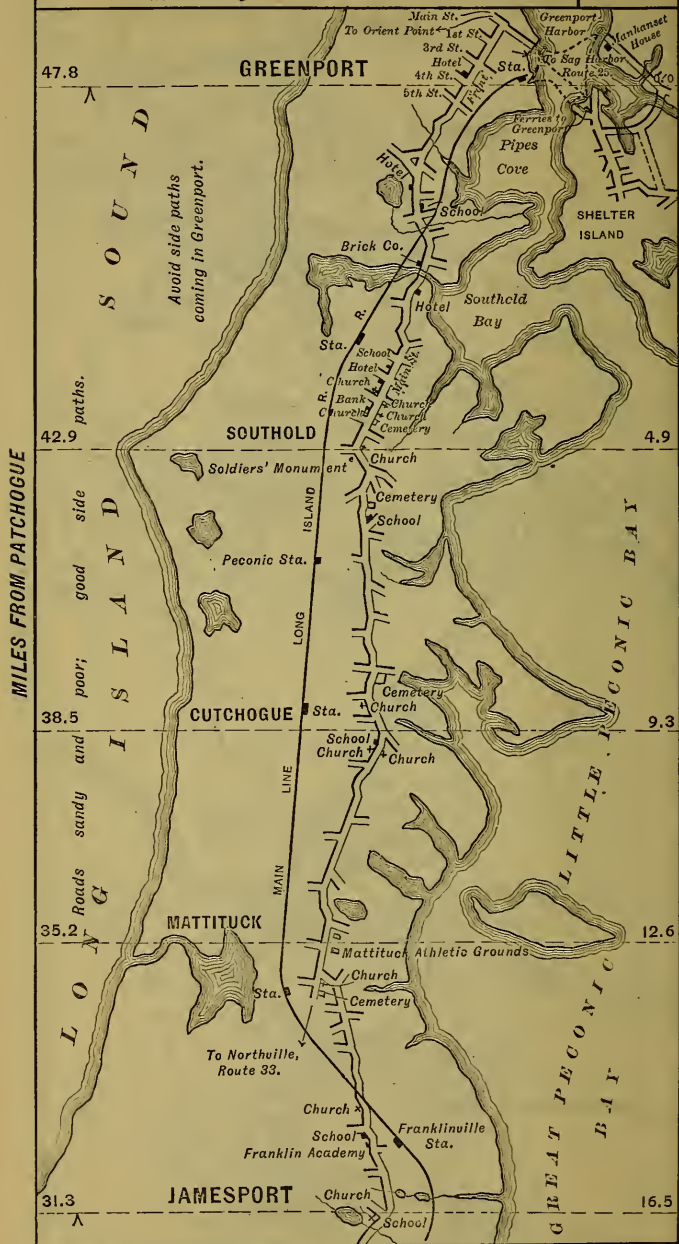 Main St.
To Orient Point
1st St.
3rd St.
Hotel
4th St.
5th St.
Front
Sta.
Greenport
Harbor
Manhanset
House
To Sag Harbor
Route 25.
47.8
GREENPORT
Ferries to
Greenport
Pipes
Cove
Hotel
School
SHELTER
ISLAND
Avoid side paths
coming in Greenport.
Brick Co.
Hotel
Southold
Bay
Sta.
School
Hotel
Church
Bank
Church
Main St.
Church
Church
Cemetery
42.9
SOUTHOLD
4.9
Soldiers' Monument
Church
Cemetery
School
Peconic Sta.
CUTCHOGUE
Sta.
Cemetery
Church
38.5
9.3
School
Church
Church
MATTITUCK
35.2
12.6
Mattituck Athletic Grounds
Church
Sta.
Cemetery
To Northville,
Route 33.
Church
School
Franklin Academy
Franklinville
Sta.
JAMESPORT
Church
31.3
16.5
School
MILES FROM PATCHOGUE
Roads sandy and poor; good side paths.
LONG ISLAND SOUND
MAIN LINE LONG ISLAND R. R.
LITTLE PECONIC BAY
GREAT PECONIC
BAY